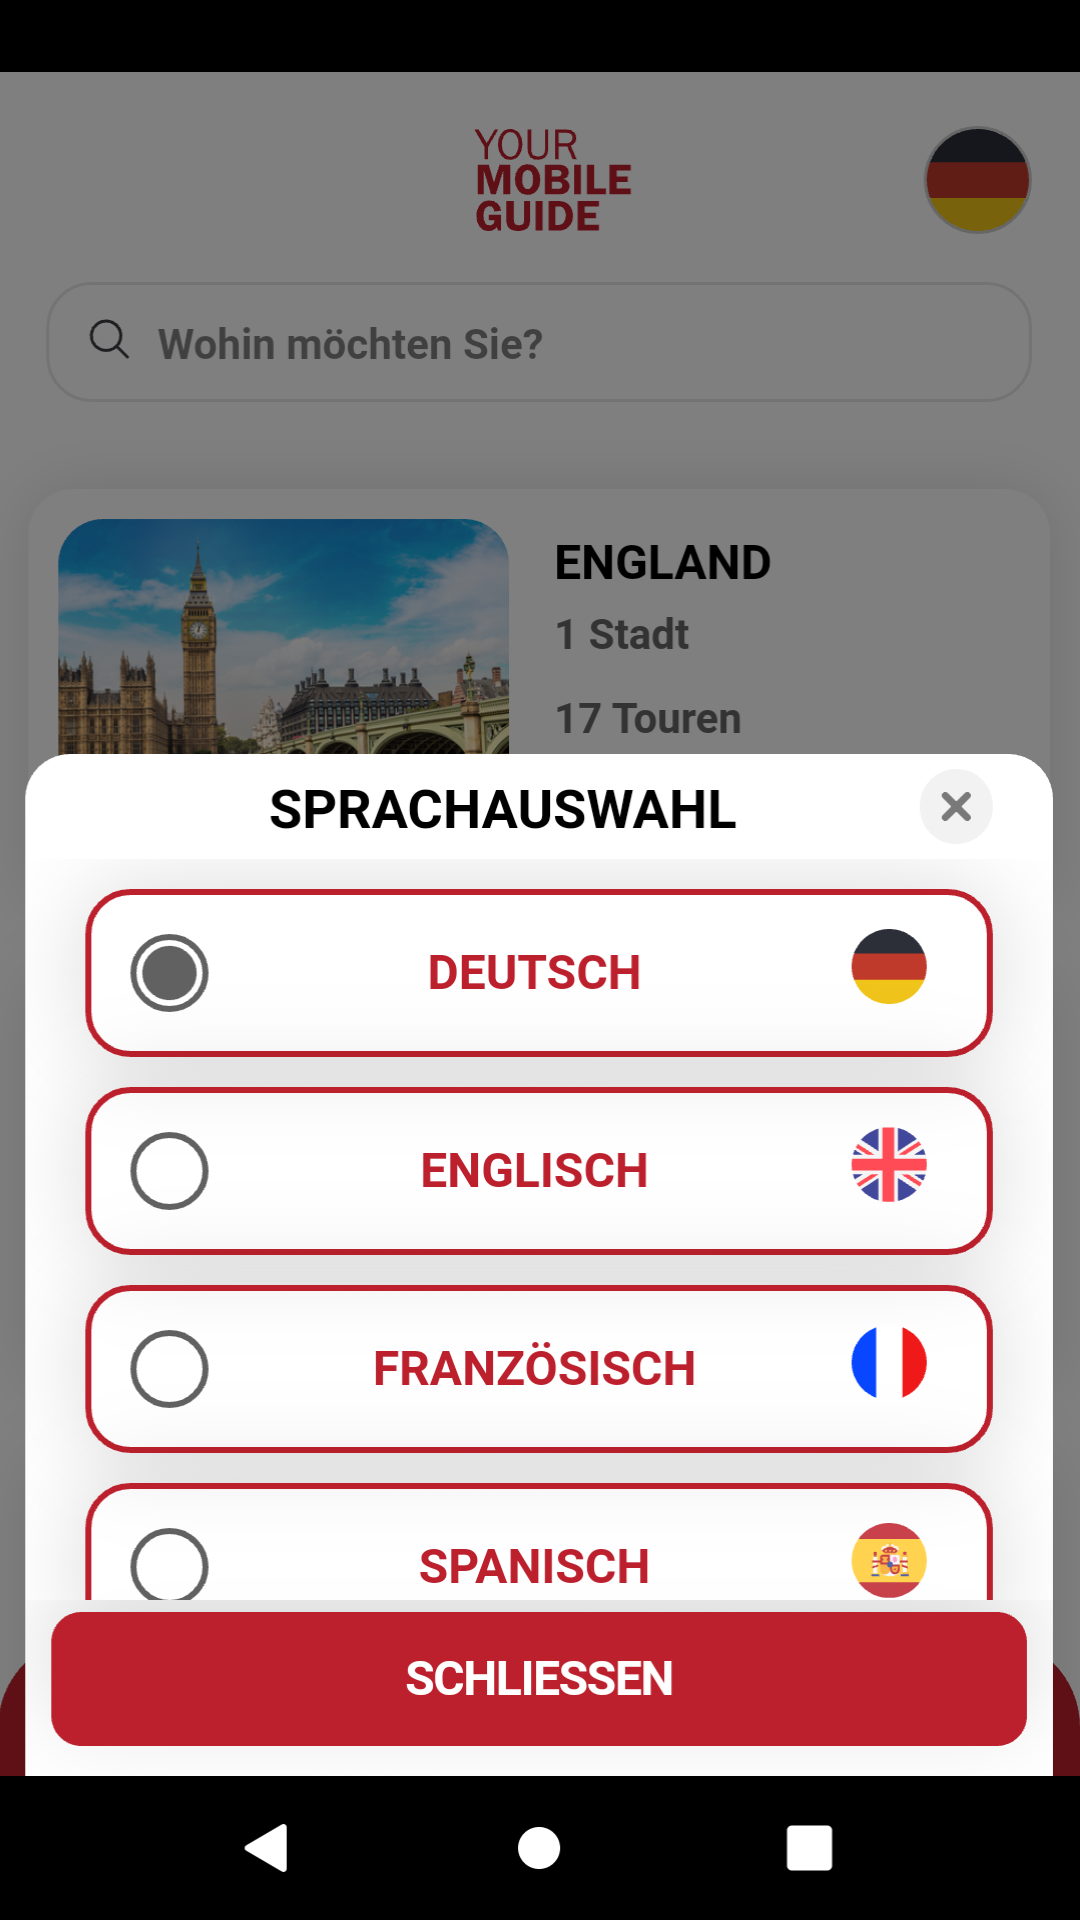 YOUR
MOBILE
GUIDE
Wohin möchten Sie?
ENGLAND
1 Stadt
17 Touren
SPRACHAUSWAHL
DEUTSCH
ENGLISCH
FRANZÖSISCH
SPANISCH
SCHLIESSEN